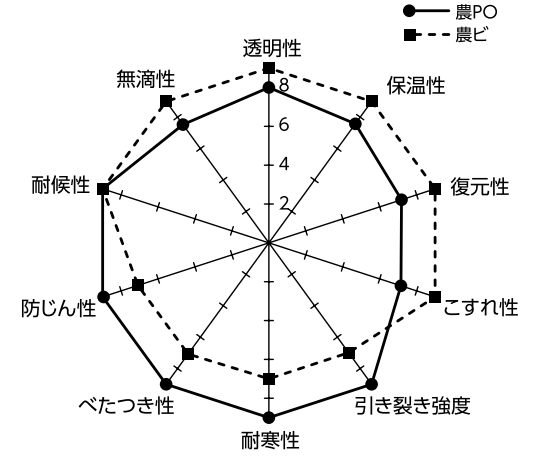 農PO
農ビ
透明性
無滴性
保温性
8
6
耐候性
復元性
4
2
防じん性
こすれ性
べたつき性
引き裂き強度
耐寒性